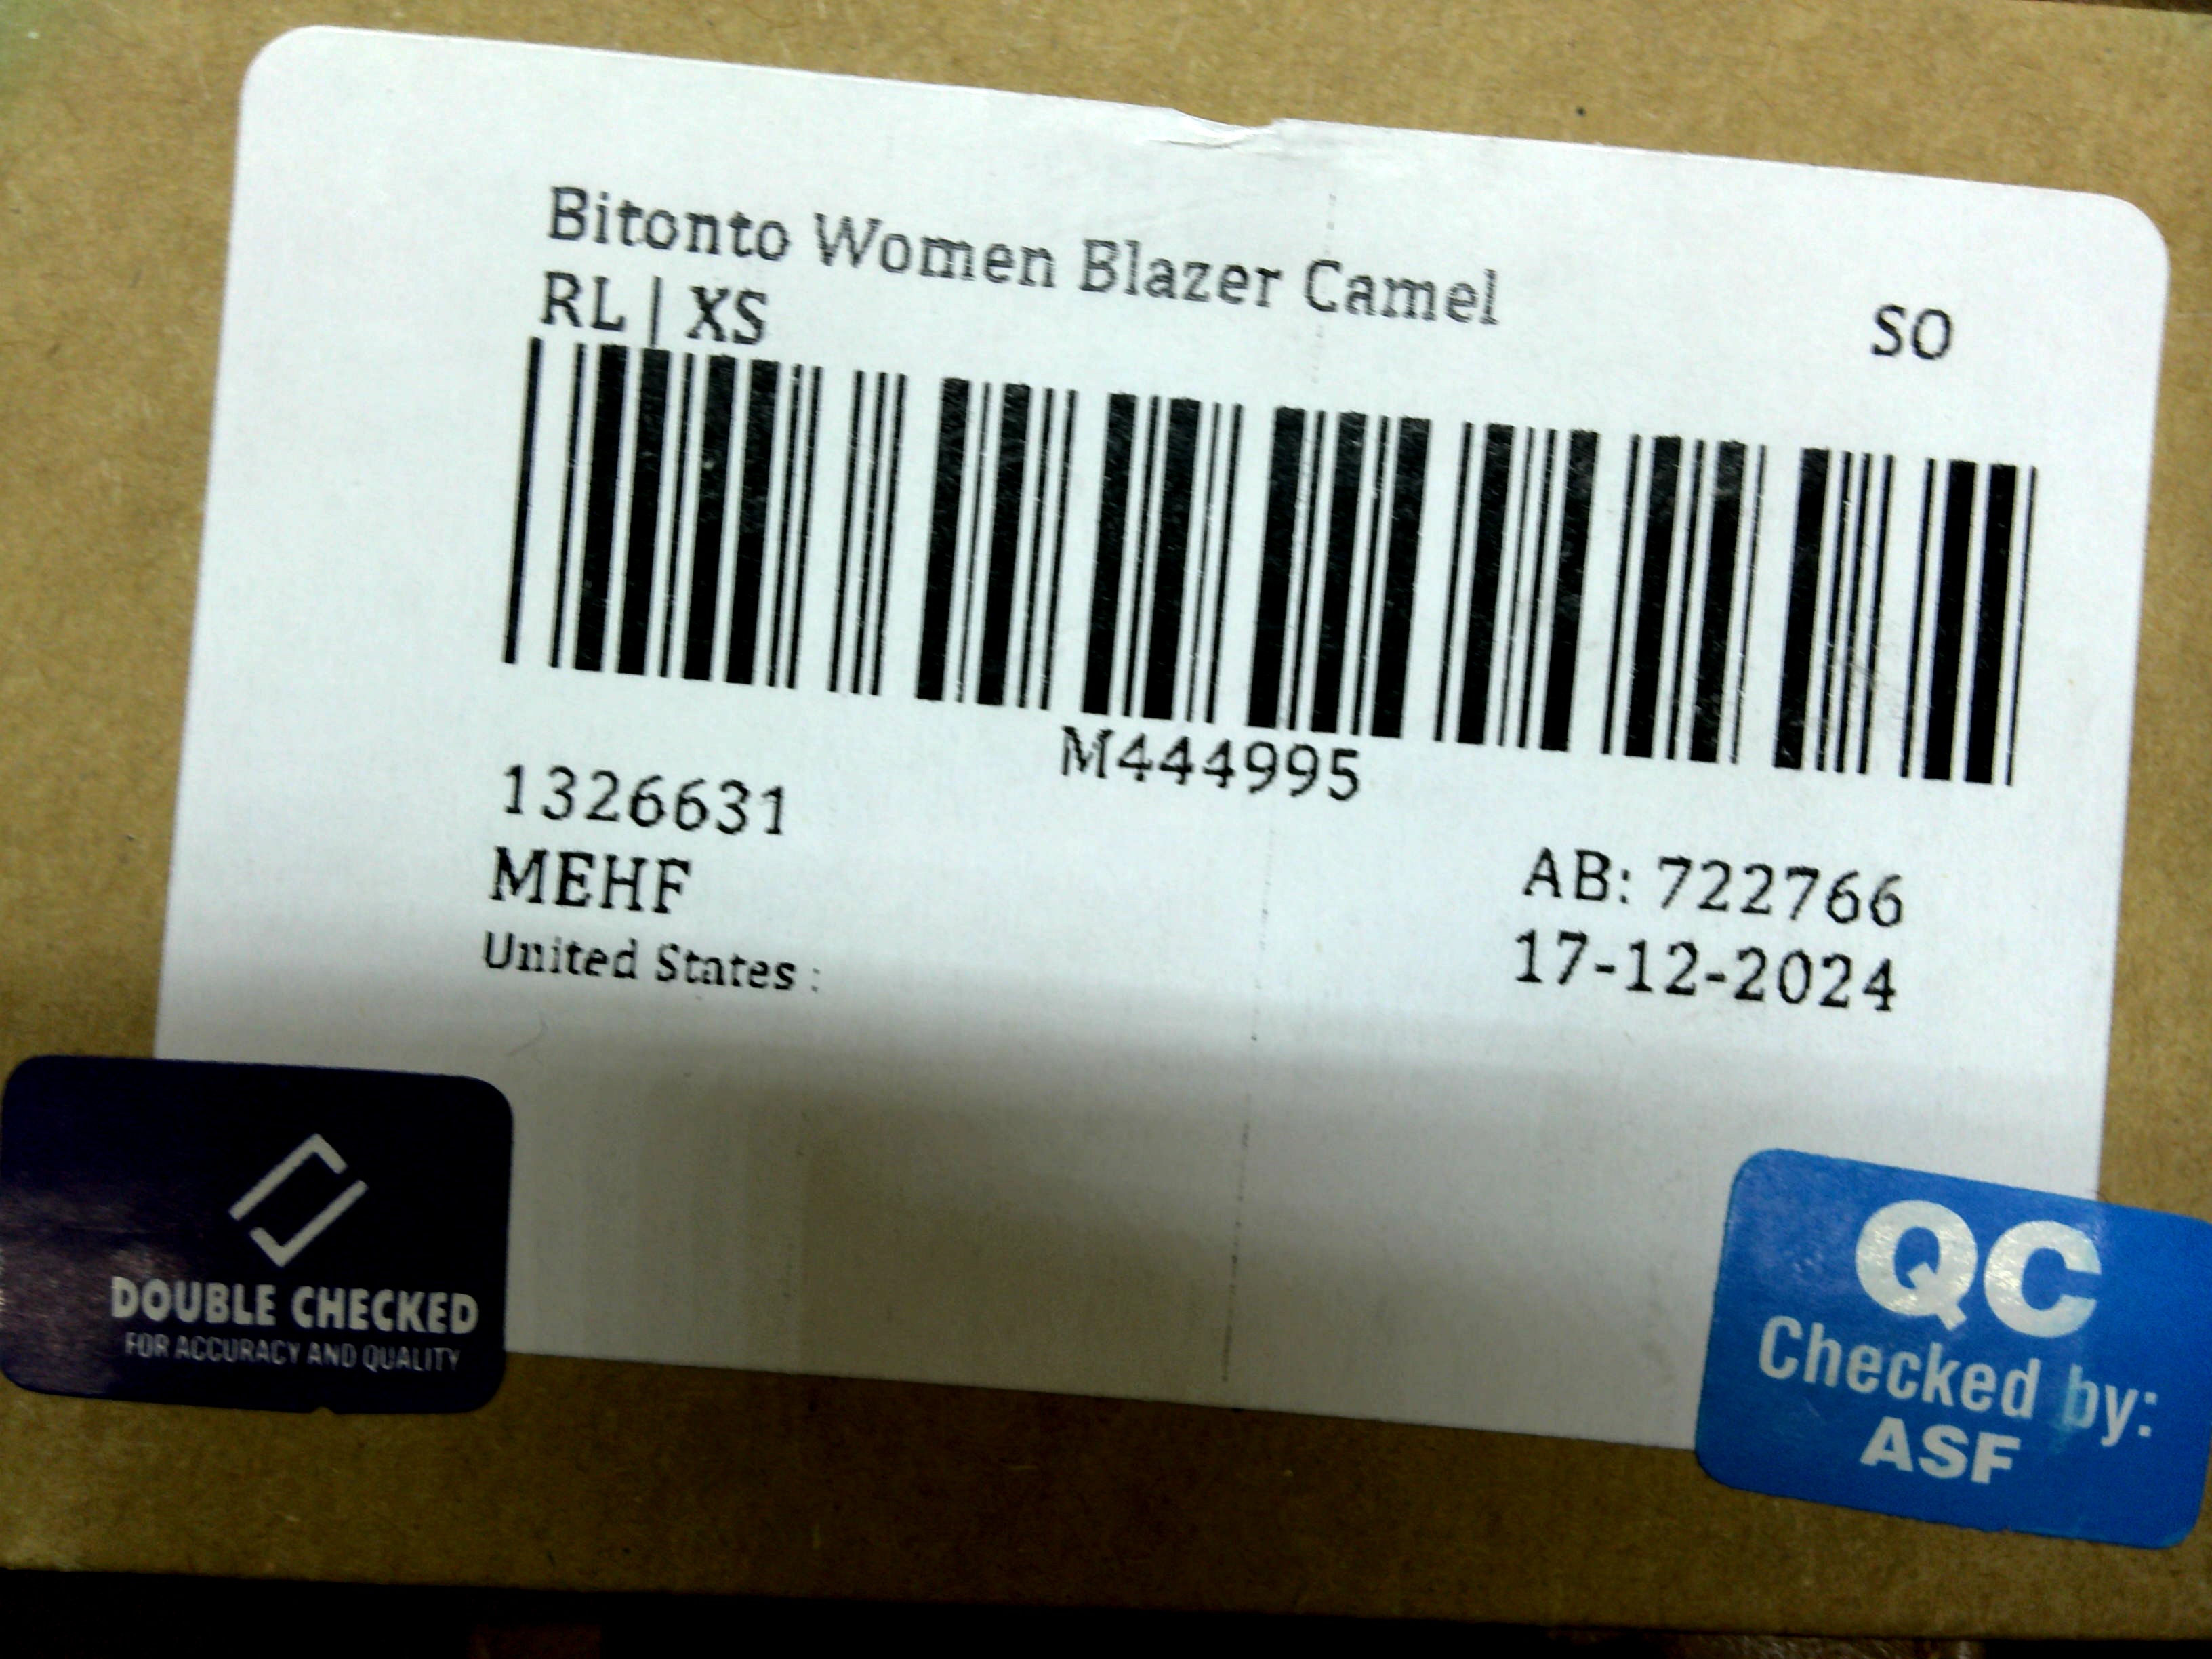 Bitonto Women Blazer Camel
RL | XS
SO
M444995
1326631
MEHF
United States :
AB: 722766
17-12-2024
DOUBLE CHECKED
FOR ACCURACY AND QUALITY
QC
Checked by:
ASF